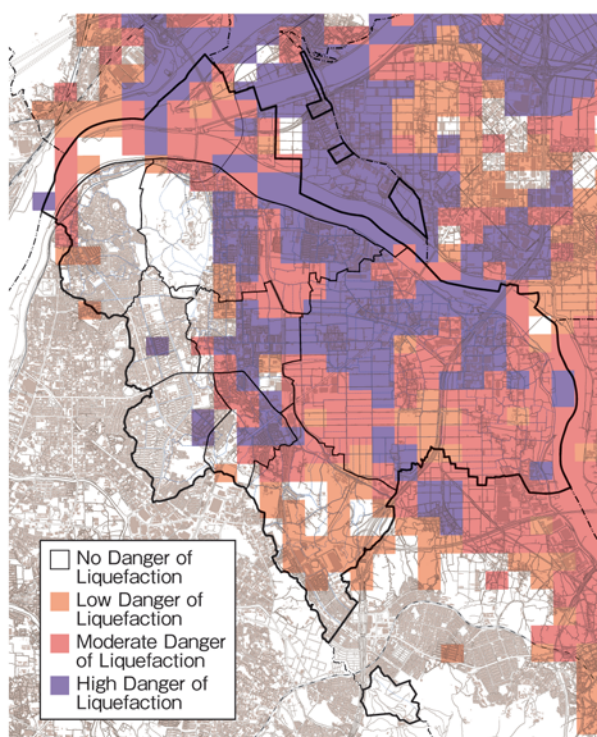 No Danger of
Liquefaction
Low Danger of
Liquefaction
Moderate Danger
of Liquefaction
High Danger of
Liquefaction